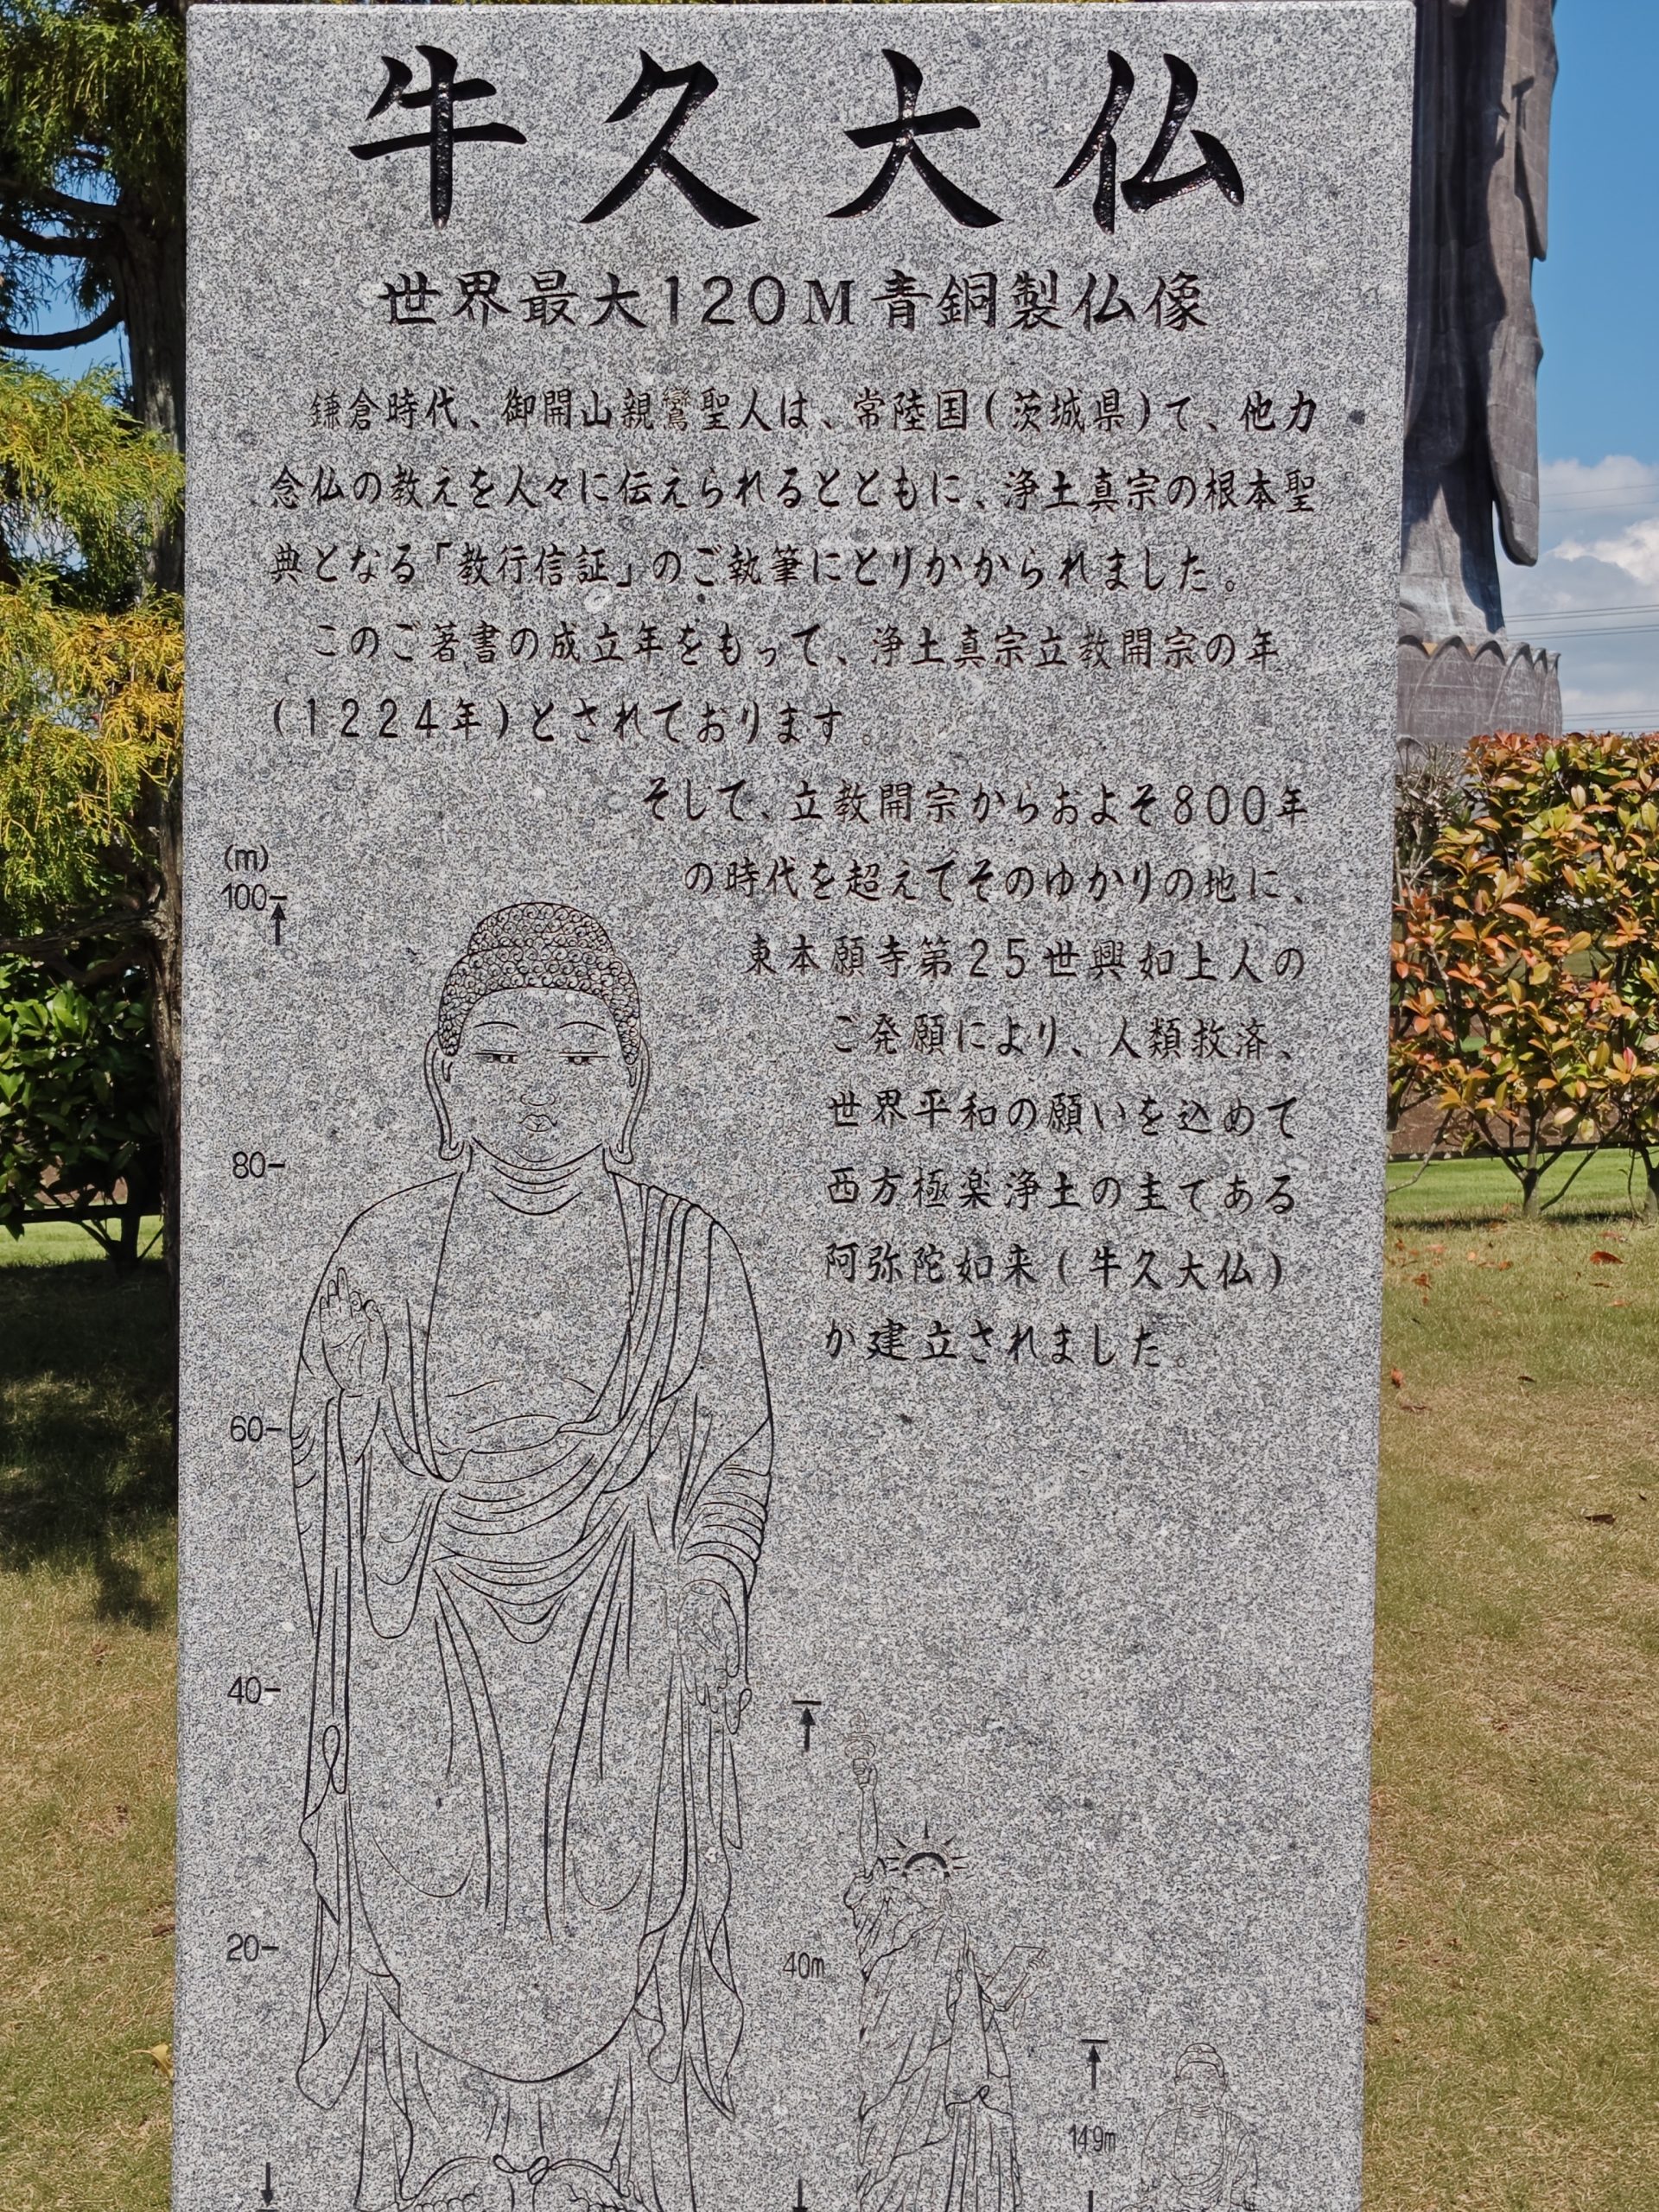 牛久大仏
世界最大120M青銅製仏像
鎌倉時代、御開山親鸞聖人は、常陸国(茨城県)て、他力
念仏の教えを人々に伝えられるとともに、浄土真宗の根本聖
典となる「教行信証」のご執筆にとりかかられました。
このご著書の成立年をもって、浄土真宗立教開宗の年
(1224年)とされております。
そして、立教開宗からおよそ800年
の時代を超えてそのゆかりの地に、
東本願寺第25世興如上人の
ご発願により、人類救済、
世界平和の願いを込めて
西方極楽浄土の主である
阿弥陀如来(牛久大仏)
か建立されました。
(m)
100
80
60
40
20
40m
14.9m